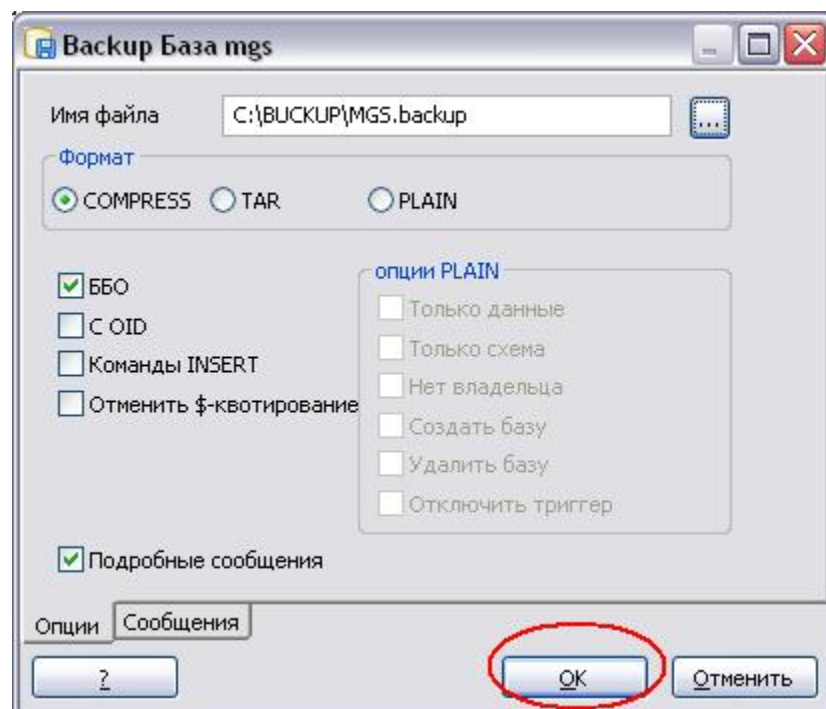 Backup База mgs
Имя файла C:\BUCKUP\MGS.backup ...
Формат
COMPRESS TAR PLAIN
ББО
С OID
Команды INSERT
Отменить $-квотирование
опции PLAIN
Только данные
Только схема
Нет владельца
Создать базу
Удалить базу
Отключить триггер
Подробные сообщения
Опции Сообщения
? OK Отменить